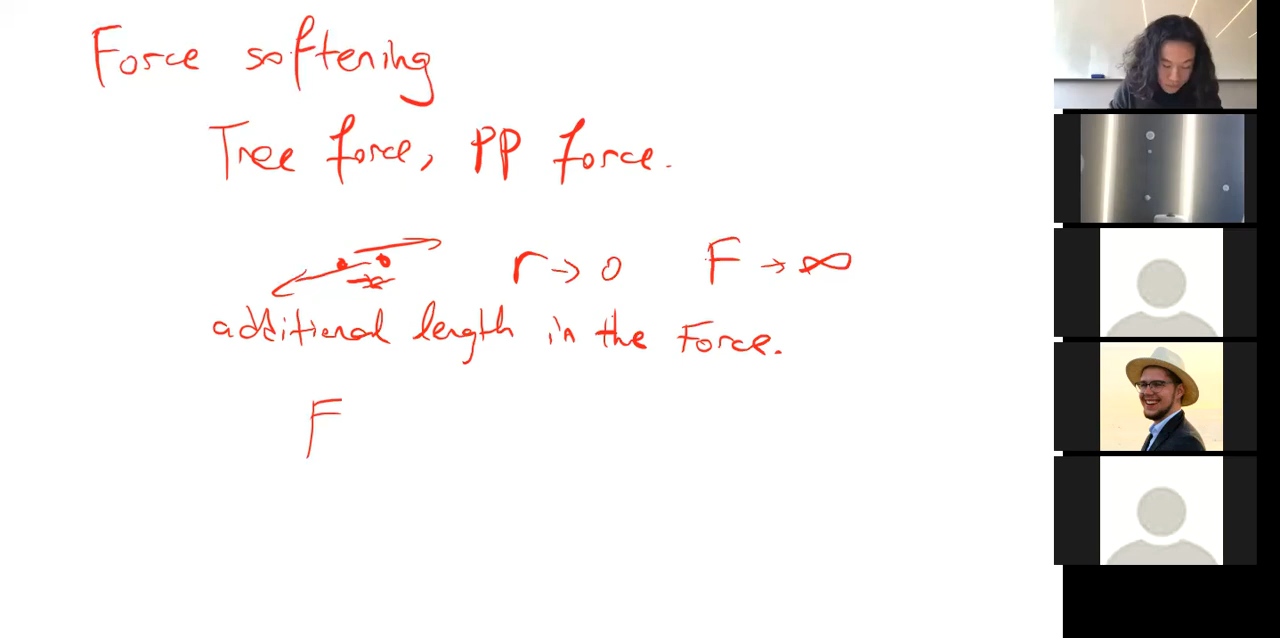 Force softening
Tree force, PP force.
r → 0 F → ∞
additional length in the Force.
F